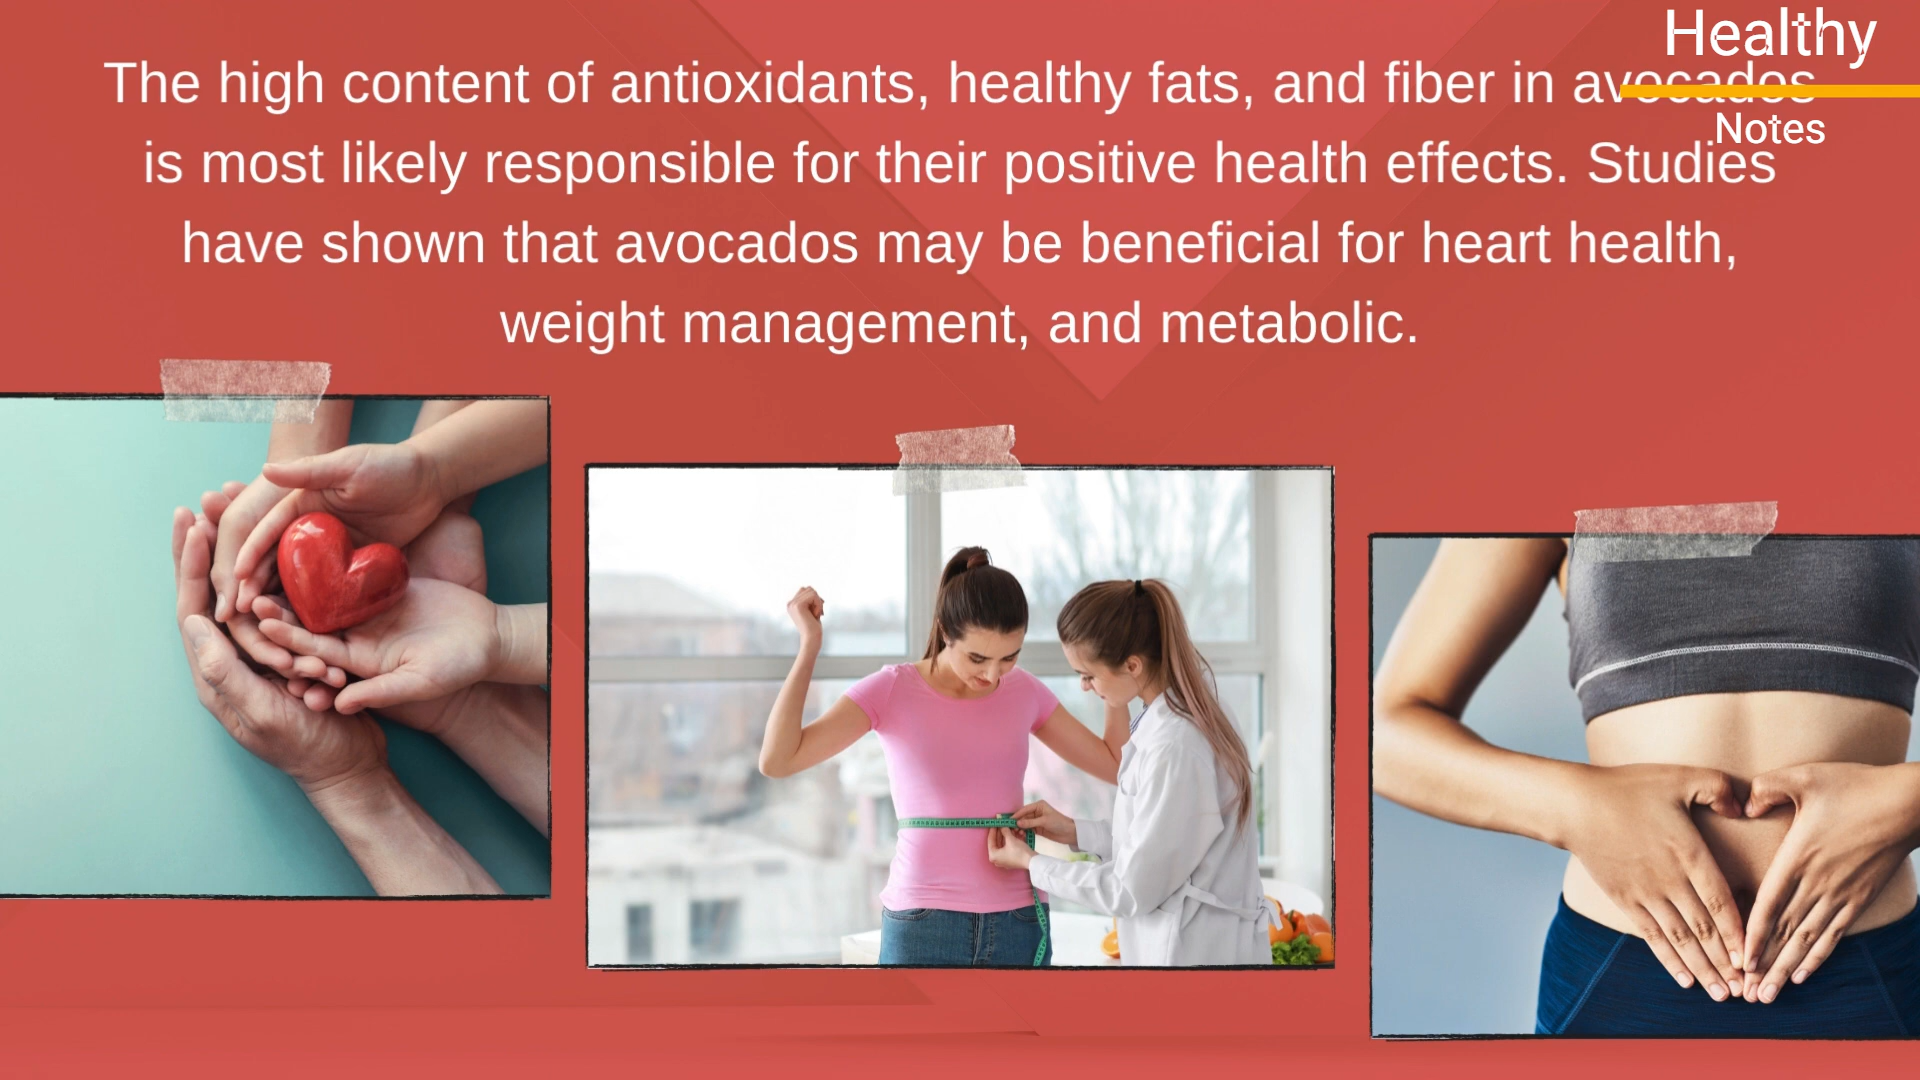 Healthy
Notes
The high content of antioxidants, healthy fats, and fiber in avocados
is most likely responsible for their positive health effects. Studies
have shown that avocados may be beneficial for heart health,
weight management, and metabolic.